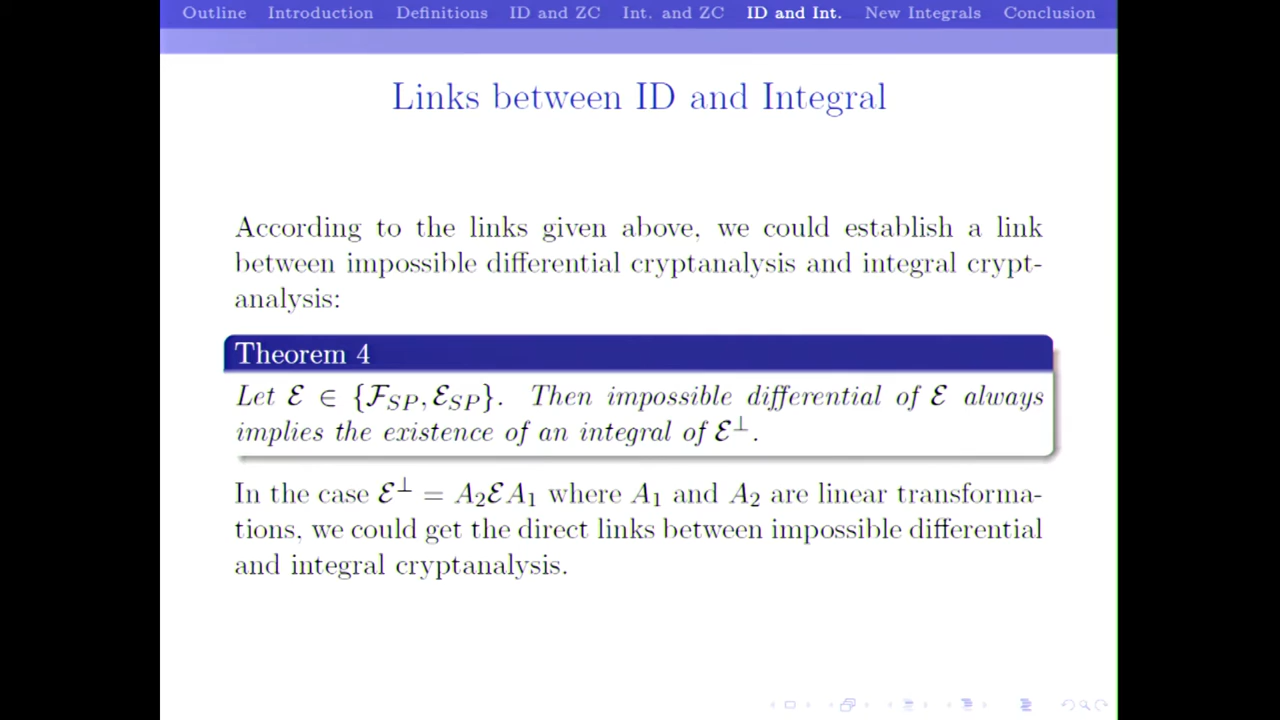 Outline Introduction Definitions ID and ZC Int. and ZC ID and Int. New Integrals Conclusion
Links between ID and Integral
According to the links given above, we could establish a link
between impossible differential cryptanalysis and integral crypt-
analysis:
Theorem 4
Let ℰ ∈ {ℱ_SP, ℰ_SP}. Then impossible differential of ℰ always
implies the existence of an integral of ℰ^⊥.
In the case ℰ^⊥ = A₂ℰA₁ where A₁ and A₂ are linear transforma-
tions, we could get the direct links between impossible differential
and integral cryptanalysis.